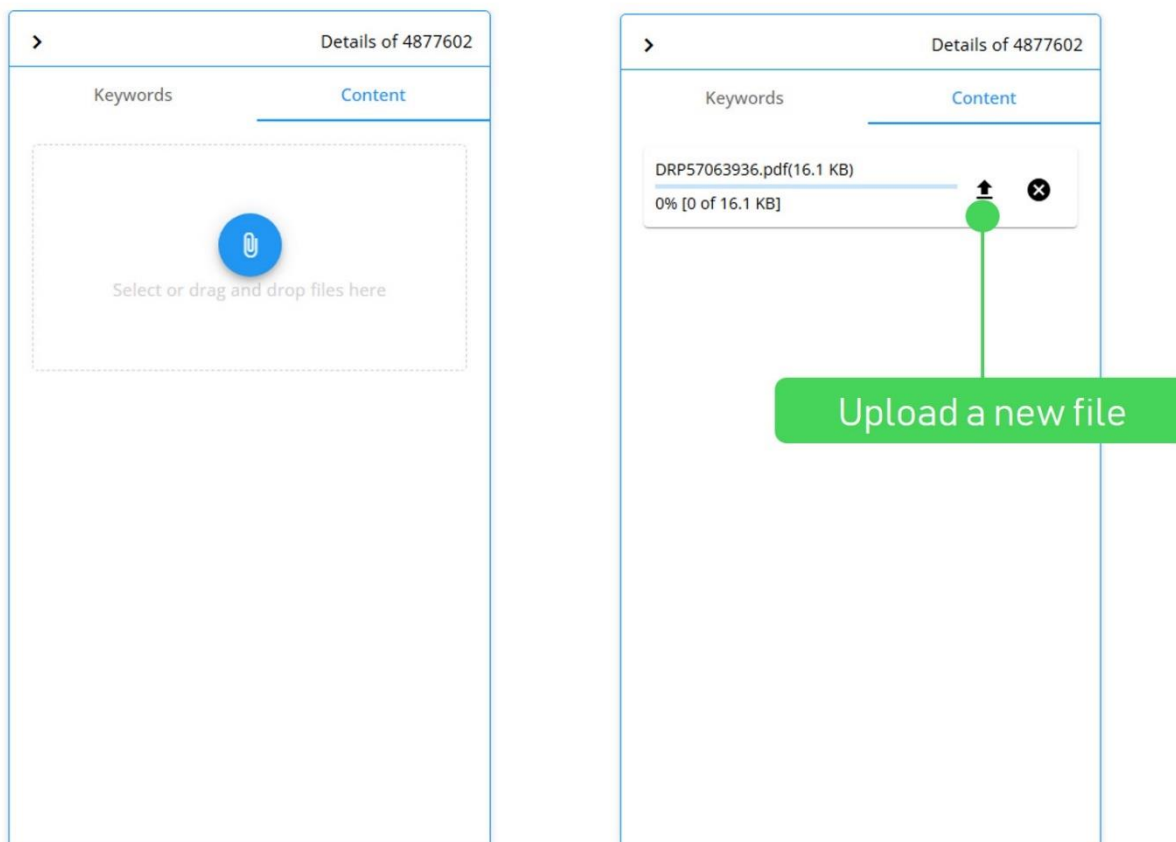 Details of 4877602
Keywords
Content
Select or drag and drop files here
Details of 4877602
Keywords
Content
DRP57063936.pdf(16.1 KB)
0% [0 of 16.1 KB]
Upload a new file